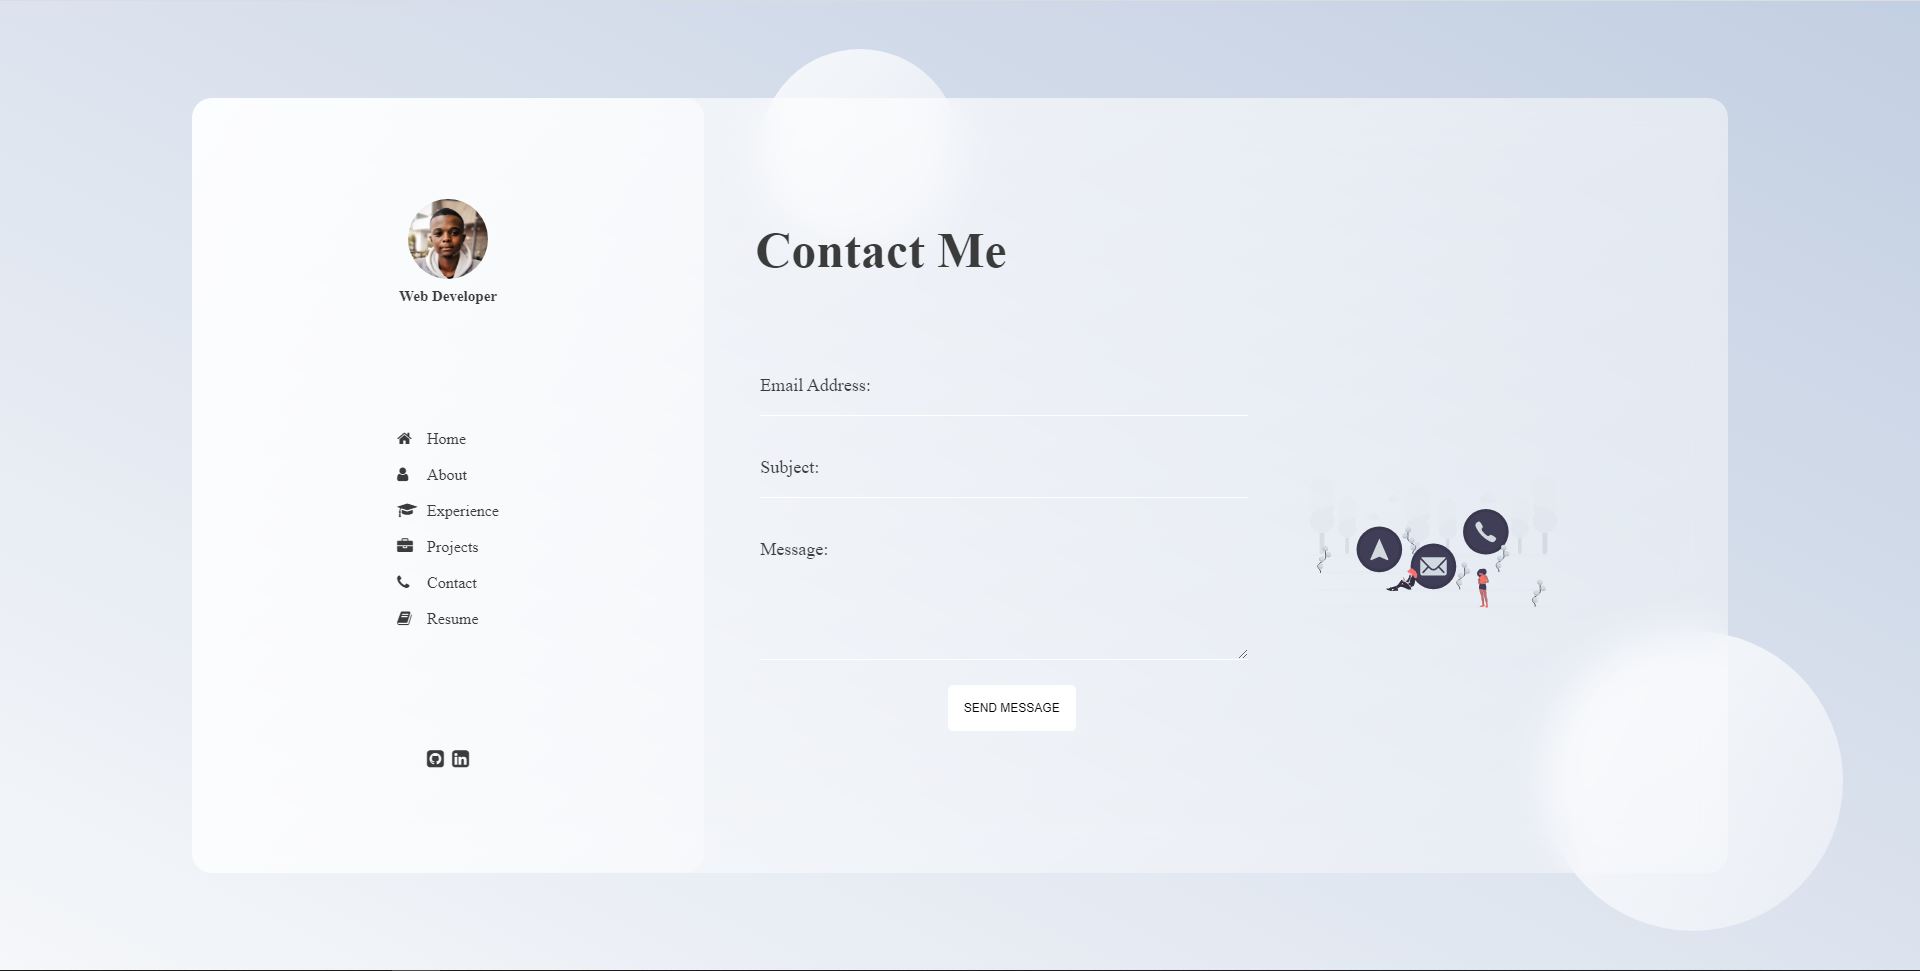 Web Developer
Home
About
Experience
Projects
Contact
Resume
Contact Me
Email Address:
Subject:
Message:
SEND MESSAGE